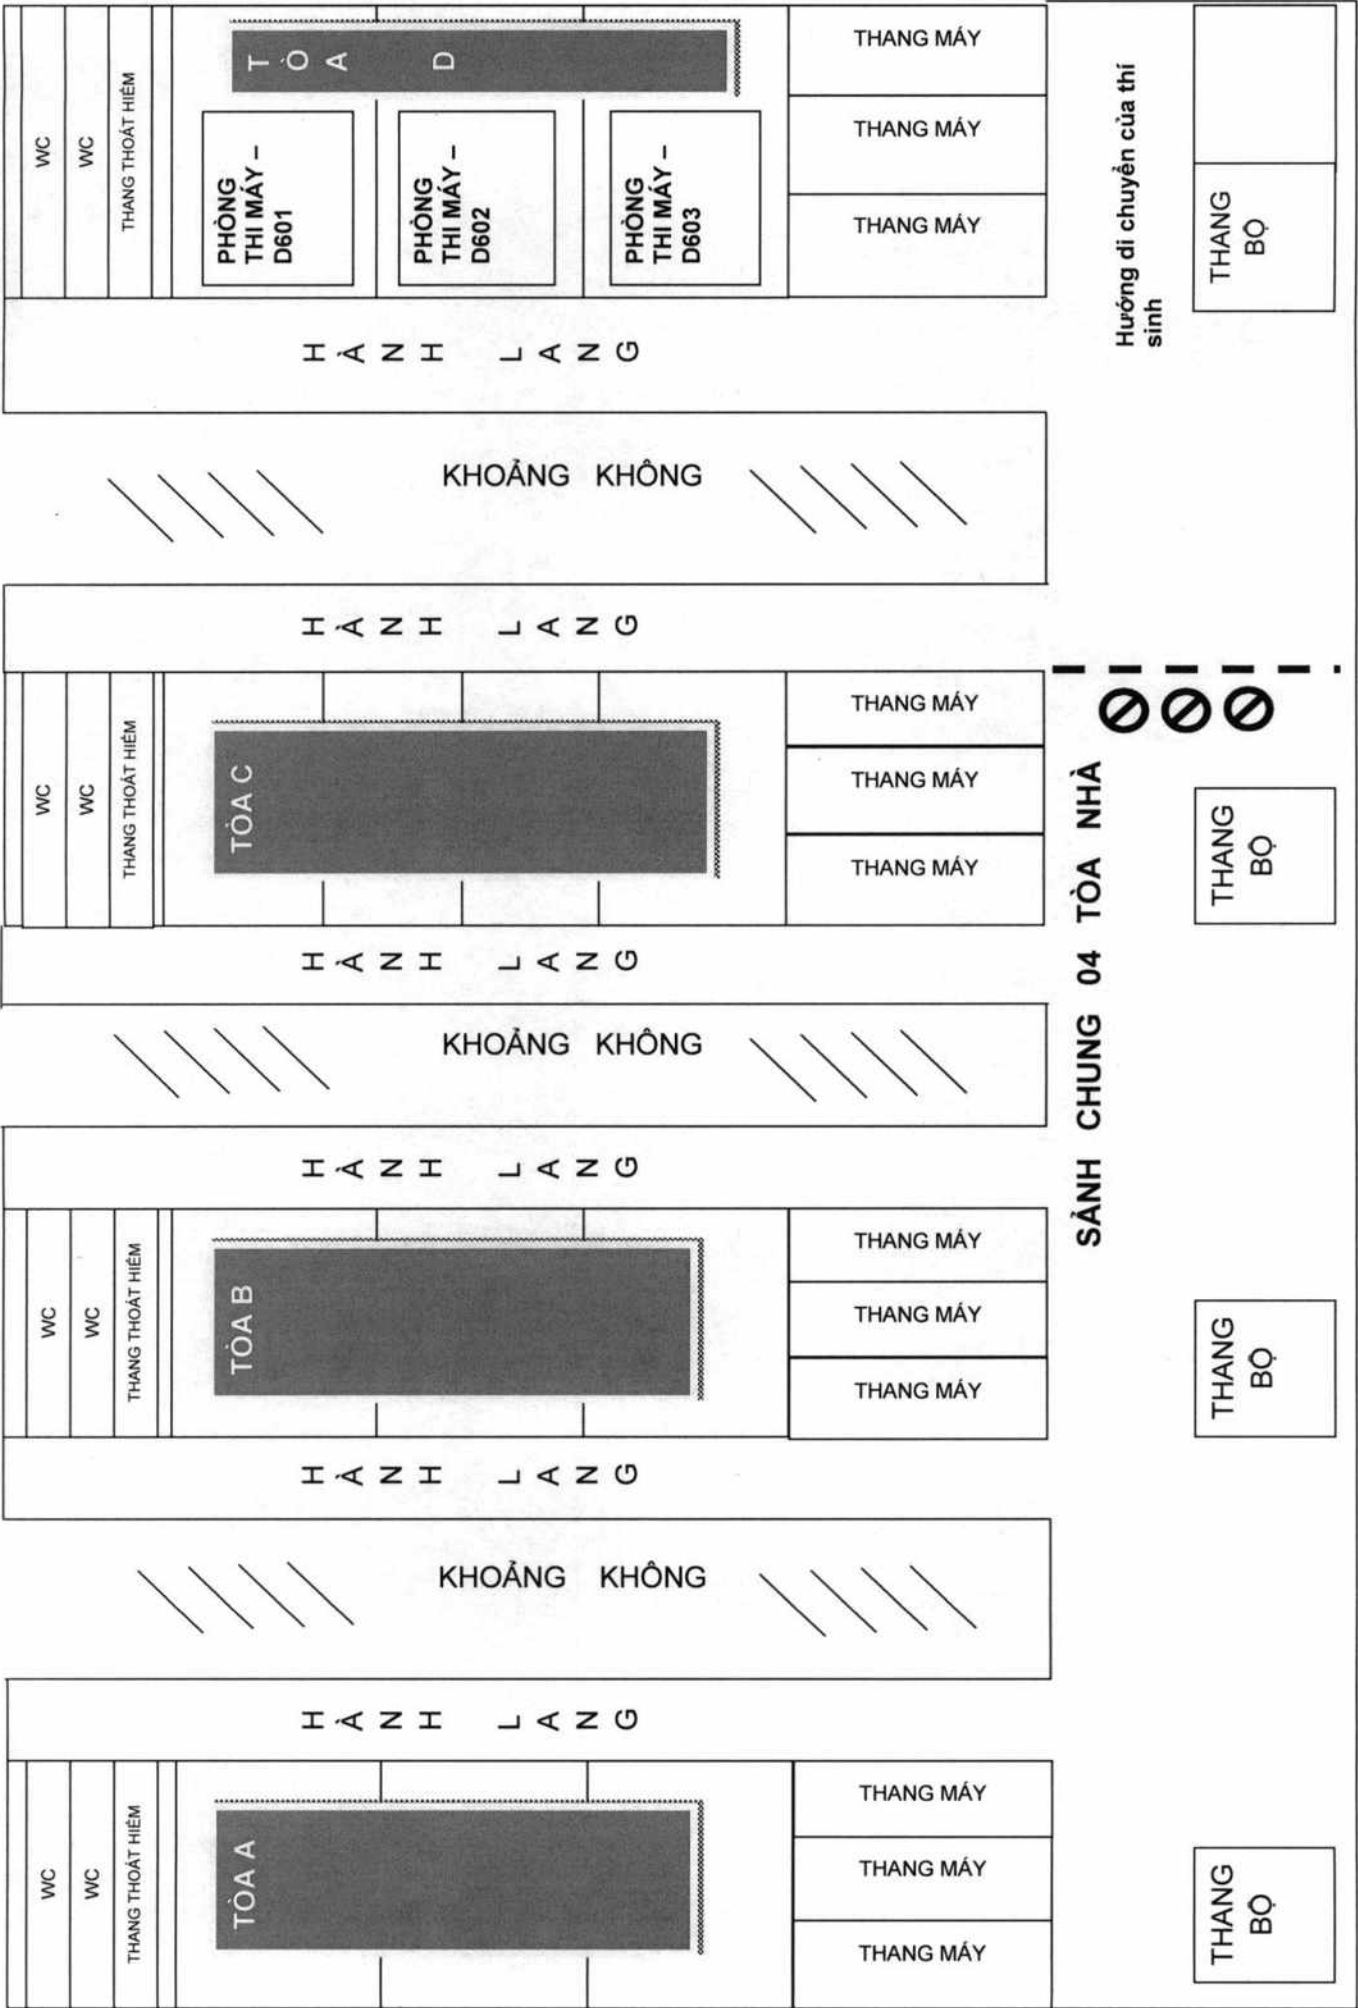 WC
WC
THANG THOÁT HIỂM
TÒA D
PHÒNG
THI MÁY –
D601
PHÒNG
THI MÁY –
D602
PHÒNG
THI MÁY –
D603
THANG MÁY
THANG MÁY
THANG MÁY
Hướng di chuyển của thí
sinh
THANG
BỘ
HÀNH LANG
KHOẢNG KHÔNG
HÀNH LANG
WC
WC
THANG THOÁT HIỂM
TÒA C
THANG MÁY
THANG MÁY
THANG MÁY
THANG
BỘ
HÀNH LANG
KHOẢNG KHÔNG
SẢNH CHUNG 04 TÒA NHÀ
HÀNH LANG
WC
WC
THANG THOÁT HIỂM
TÒA B
THANG MÁY
THANG MÁY
THANG MÁY
THANG
BỘ
HÀNH LANG
KHOẢNG KHÔNG
HÀNH LANG
WC
WC
THANG THOÁT HIỂM
TÒA A
THANG MÁY
THANG MÁY
THANG MÁY
THANG
BỘ